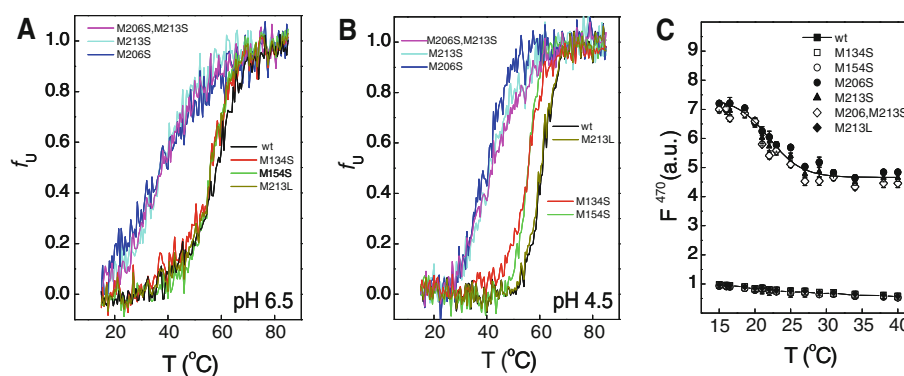 A
M206S,M213S
M213S
M206S
1.0
0.8
0.6
0.4
0.2
0.0
fu
wt
M134S
M154S
M213L
pH 6.5
20 40 60 80
T (°C)
B
M206S,M213S
M213S
M206S
1.0
0.8
0.6
0.4
0.2
0.0
fu
wt
M213L
M134S
M154S
pH 4.5
20 40 60 80
T (°C)
C
wt
M134S
M154S
M206S
M213S
M206,M213S
M213L
9
8
7
6
5
4
3
2
1
F 470 (a.u.)
15 20 25 30 35 40
T (°C)